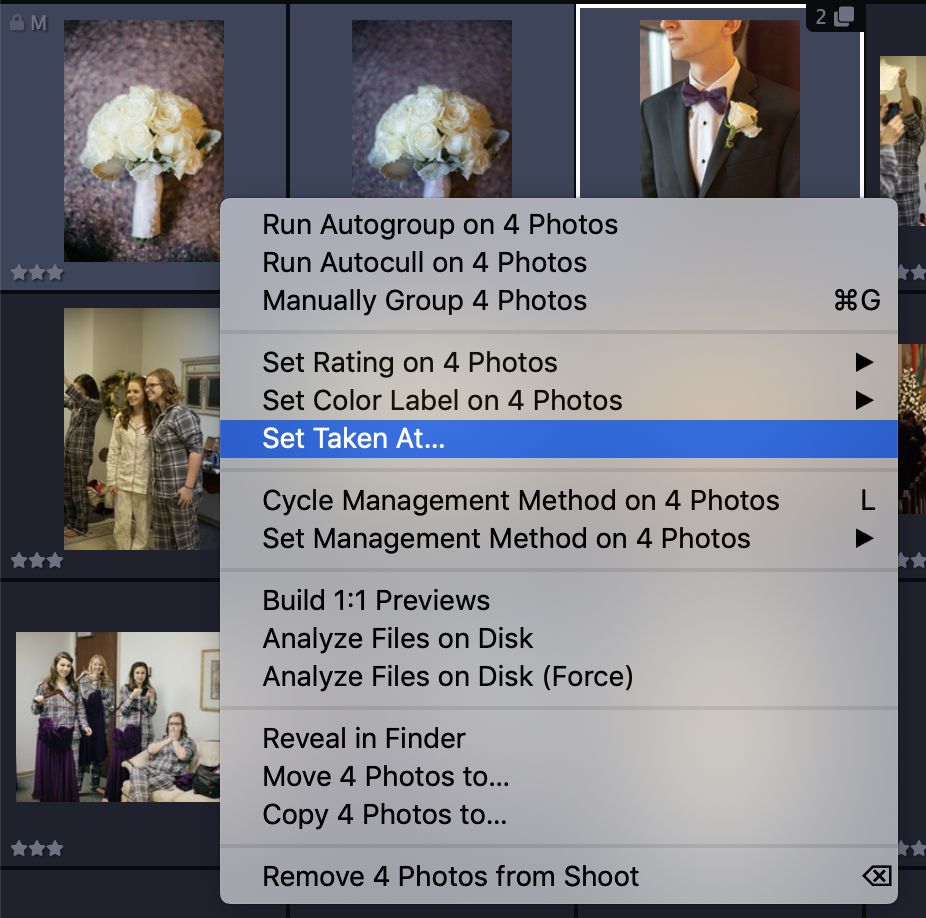 M
2
Run Autogroup on 4 Photos
Run Autocull on 4 Photos
Manually Group 4 Photos ⌘G
Set Rating on 4 Photos ▶
Set Color Label on 4 Photos ▶
Set Taken At...
Cycle Management Method on 4 Photos L
Set Management Method on 4 Photos ▶
Build 1:1 Previews
Analyze Files on Disk
Analyze Files on Disk (Force)
Reveal in Finder
Move 4 Photos to...
Copy 4 Photos to...
Remove 4 Photos from Shoot ⌫